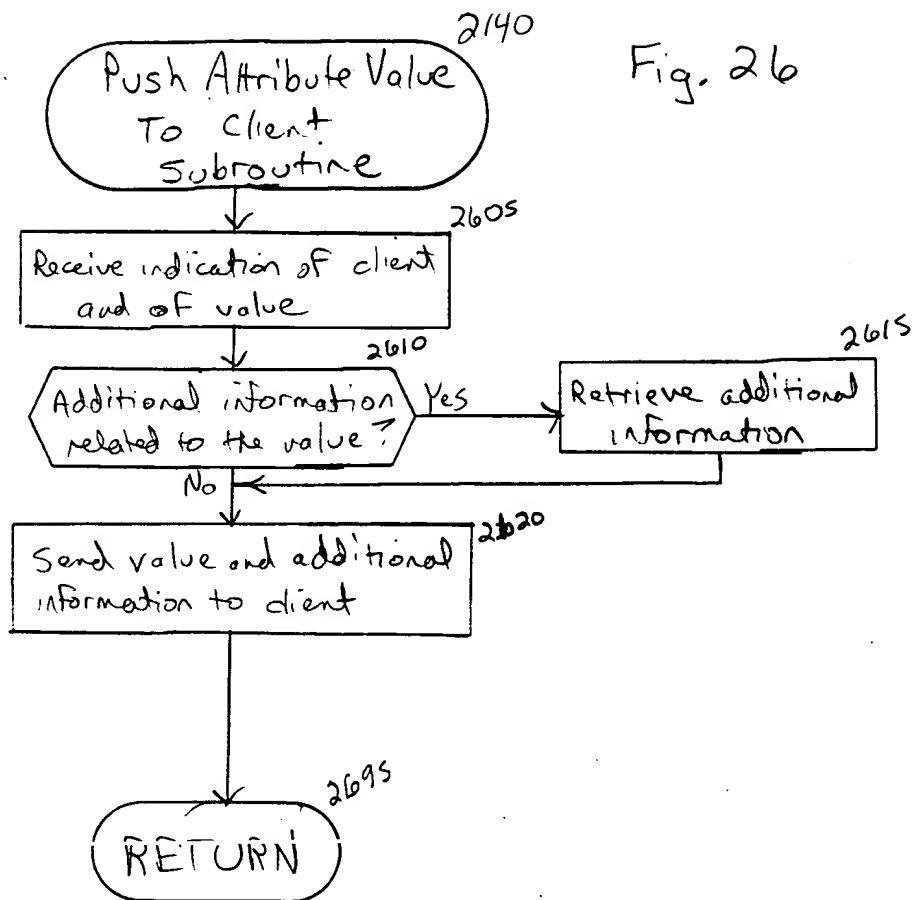 2140
Fig. 26
Push Attribute Value
To Client
Subroutine
2605
Receive indication of client
and of value
2610
Additional information
related to the value?
Yes
2615
Retrieve additional
information
No
2620
Send value and additional
information to client
2695
RETURN